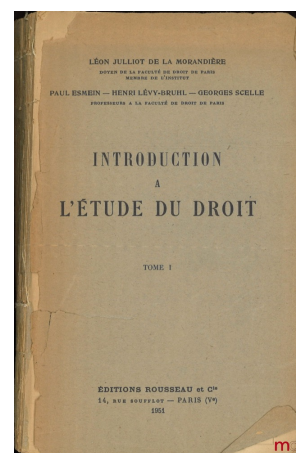 LÉON JULLIOT DE LA MORANDIÈRE
DOYEN DE LA FACULTÉ DE DROIT DE PARIS
MEMBRE DE L'INSTITUT
PAUL ESMEIN — HENRI LÉVY-BRUHL — GEORGES SCELLE
PROFESSEURS A LA FACULTÉ DE DROIT DE PARIS
INTRODUCTION
A
L'ÉTUDE DU DROIT
TOME I
ÉDITIONS ROUSSEAU et Cie
14, RUE SOUFFLOT — PARIS (Ve)
1951
m